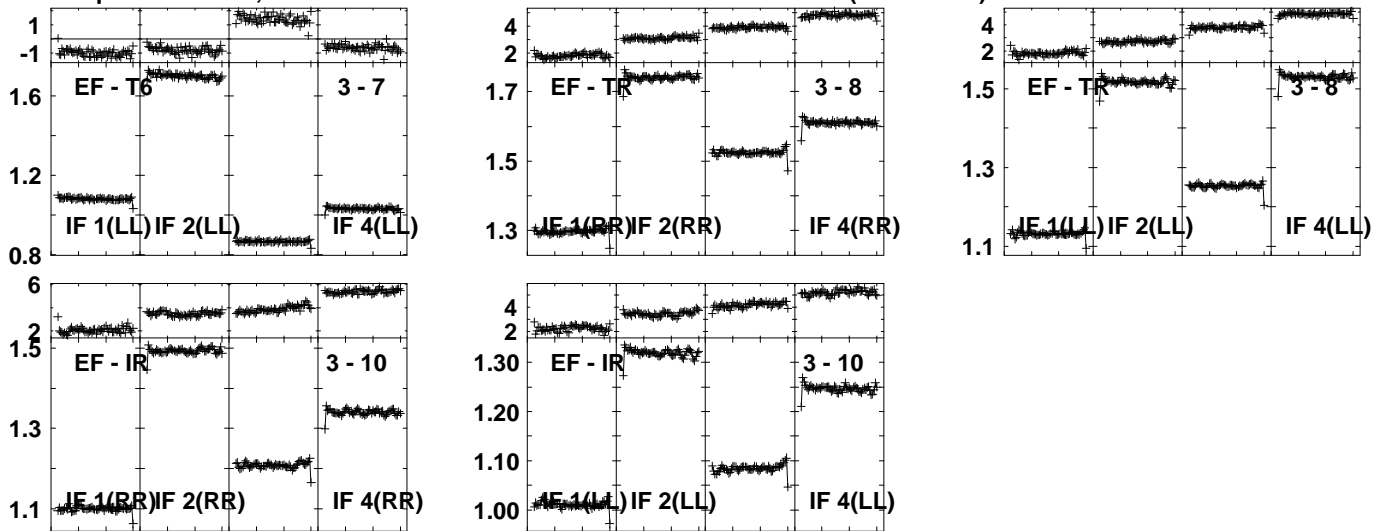 1
-1
EF - T6 3 - 7
1.6
1.2
0.8
IF 1(LL) IF 2(LL) IF 4(LL)
4
2
EF - TR 3 - 8
1.7
1.5
1.3
IF 1(RR) IF 2(RR) IF 4(RR)
4
2
EF - TR 3 - 8
1.5
1.3
1.1
IF 1(LL) IF 2(LL) IF 4(LL)
6
2
EF - IR 3 - 10
1.5
1.3
1.1
IF 1(RR) IF 2(RR) IF 4(RR)
4
2
EF - IR 3 - 10
1.30
1.20
1.10
1.00
IF 1(LL) IF 2(LL) IF 4(LL)